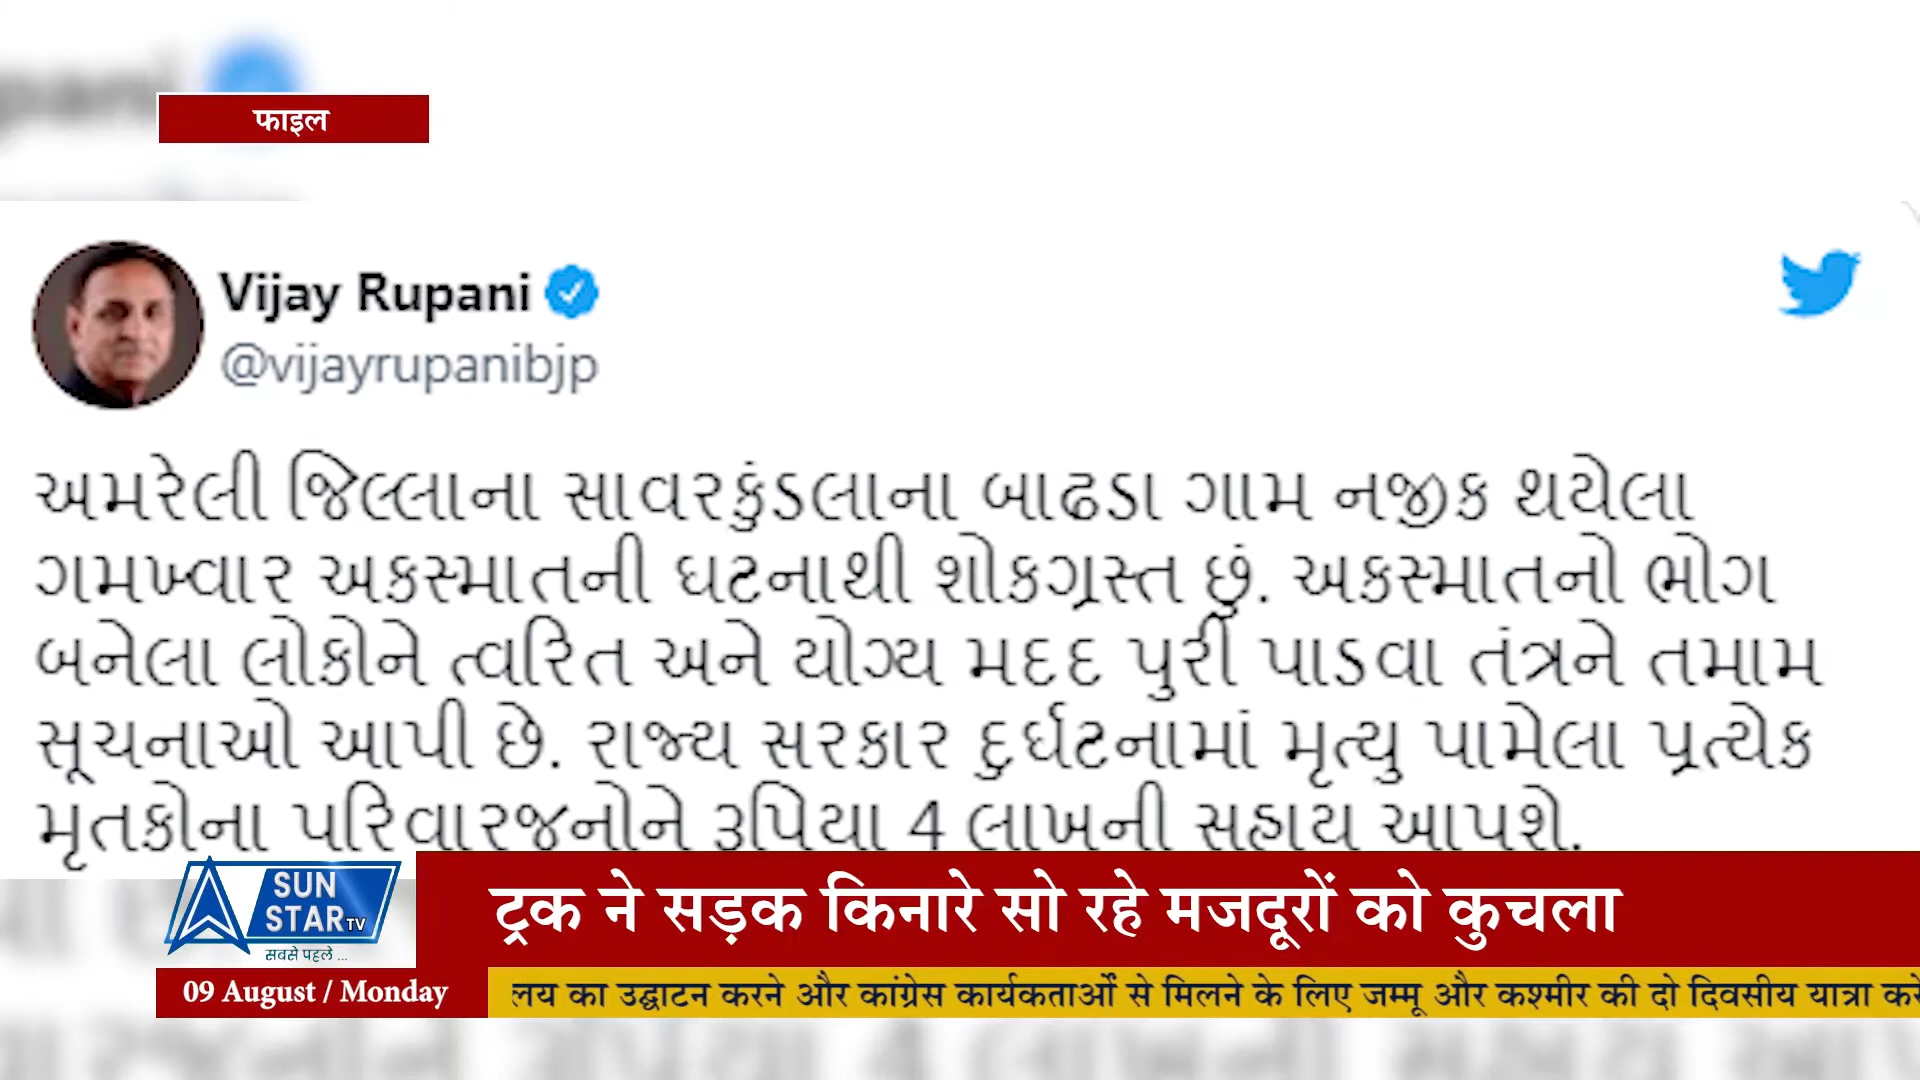 फाइल
Vijay Rupani
@vijayrupanibjp
અમરેલી જિલ્લાના સાવરકુંડલાના બાઢડા ગામ નજીક થયેલા
ગમખ્વાર અકસ્માતની ઘટનાથી શોકગ્રસ્ત છું. અકસ્માતનો ભોગ
બનેલા લોકોને ત્વરિત અને યોગ્ય મદદ પુરી પાડવા તંત્રને તમામ
સૂચનાઓ આપી છે. રાજ્ય સરકાર દુર્ઘટનામાં મૃત્યુ પામેલા પ્રત્યેક
મૃતકોના પરિવારજનોને રૂપિયા 4 લાખની સહાય આપશે.
SUN
STAR TV
सबसे पहले ...
ट्रक ने सड़क किनारे सो रहे मजदूरों को कुचला
09 August / Monday
लय का उद्घाटन करने और कांग्रेस कार्यकताओं से मिलने के लिए जम्मू और कश्मीर की दो दिवसीय यात्रा